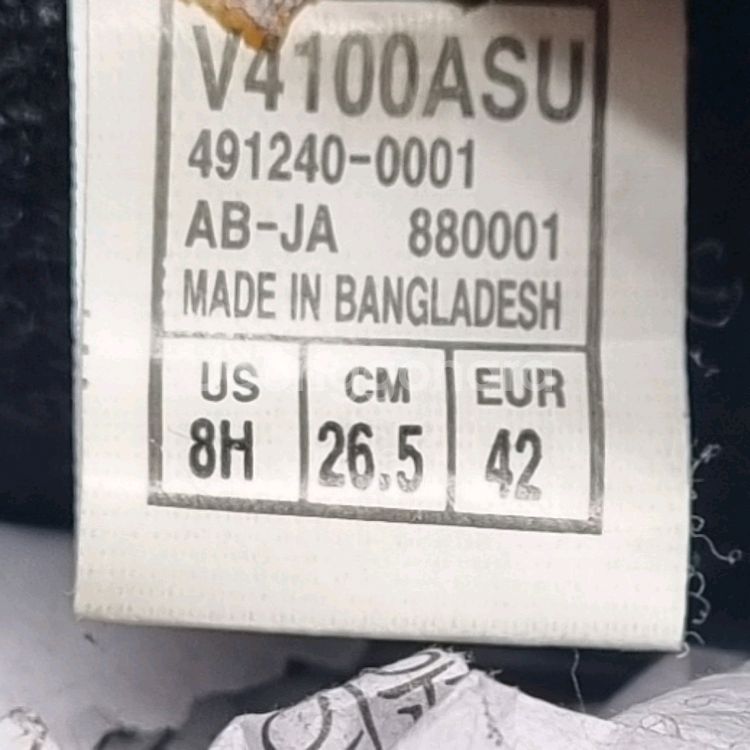 V4100ASU
491240-0001
AB-JA 880001
MADE IN BANGLADESH
US CM EUR
8H 26.5 42